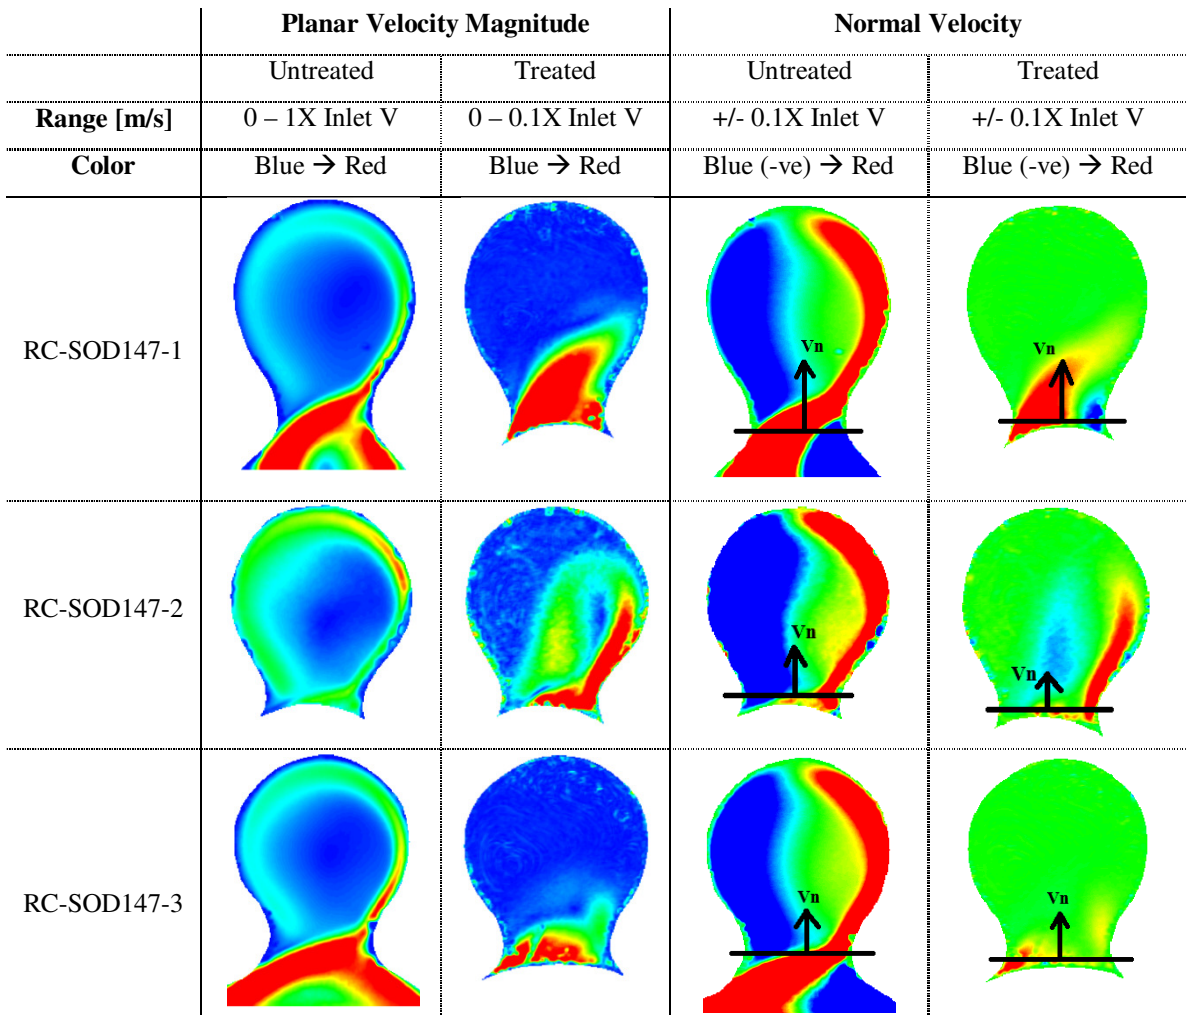 Planar Velocity Magnitude Normal Velocity
Untreated Treated Untreated Treated
Range [m/s] 0 – 1X Inlet V 0 – 0.1X Inlet V +/- 0.1X Inlet V +/- 0.1X Inlet V
Color Blue → Red Blue → Red Blue (-ve) → Red Blue (-ve) → Red
RC-SOD147-1 Vn Vn
RC-SOD147-2 Vn Vn
RC-SOD147-3 Vn Vn